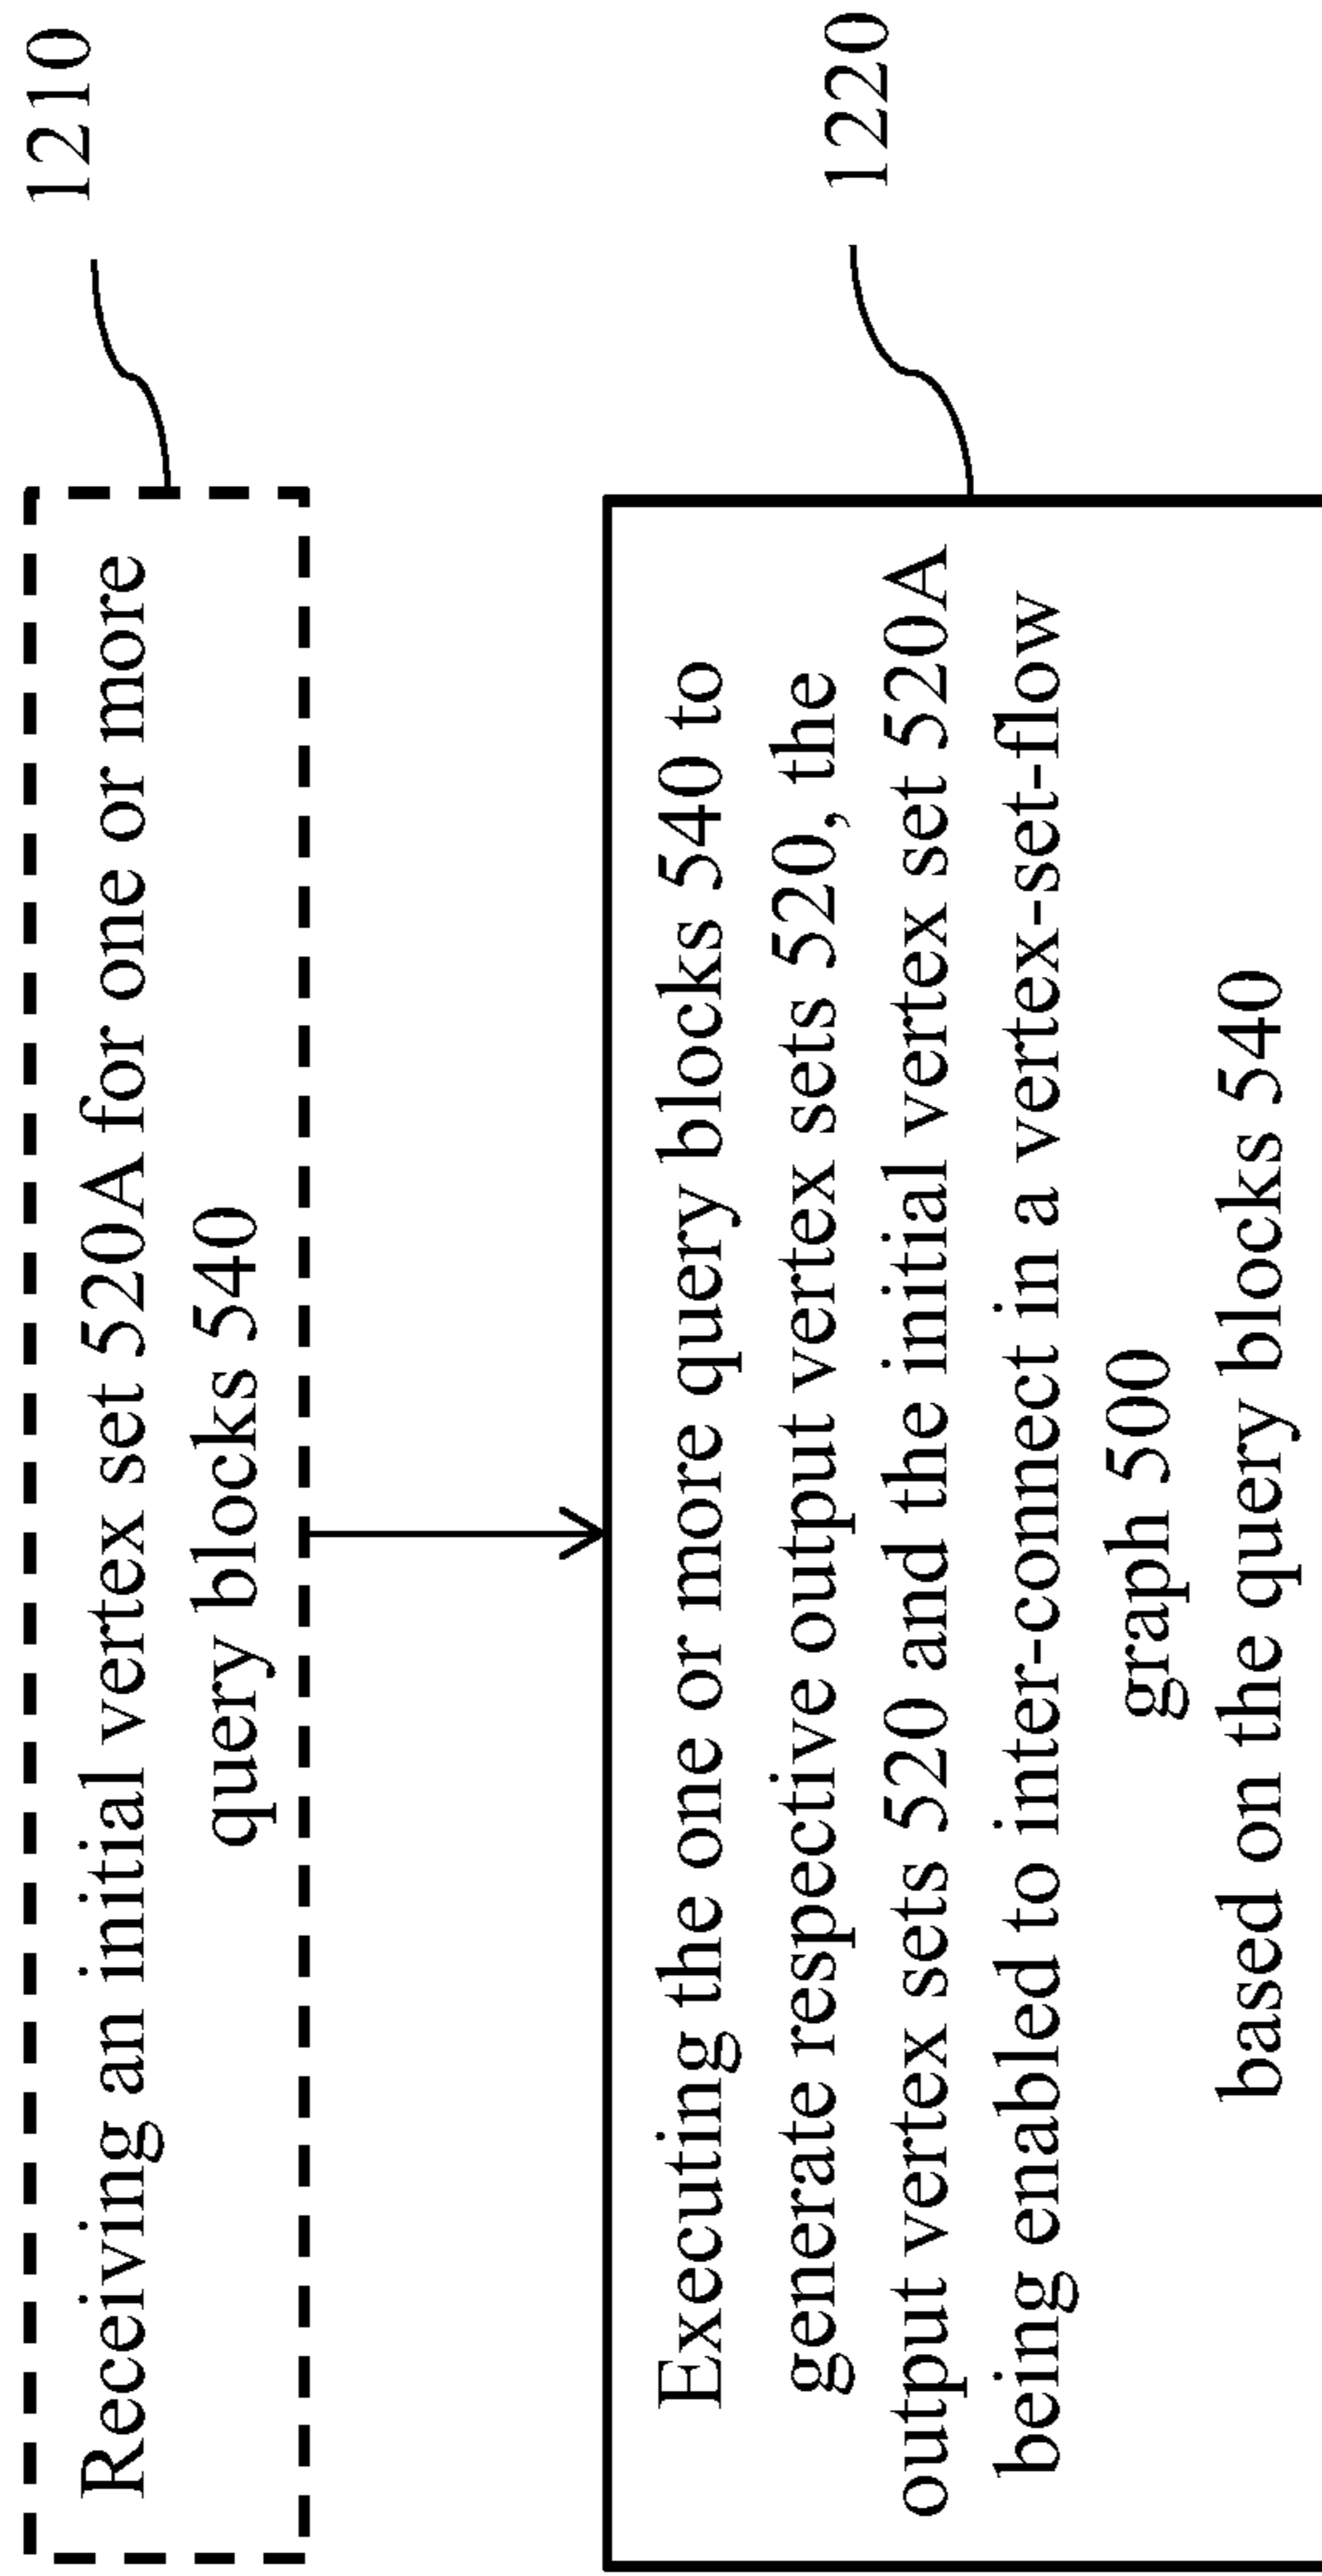 Receiving an initial vertex set 520A for one or more
query blocks 540
1210
Executing the one or more query blocks 540 to
generate respective output vertex sets 520, the
output vertex sets 520 and the initial vertex set 520A
being enabled to inter-connect in a vertex-set-flow
graph 500
based on the query blocks 540
1220